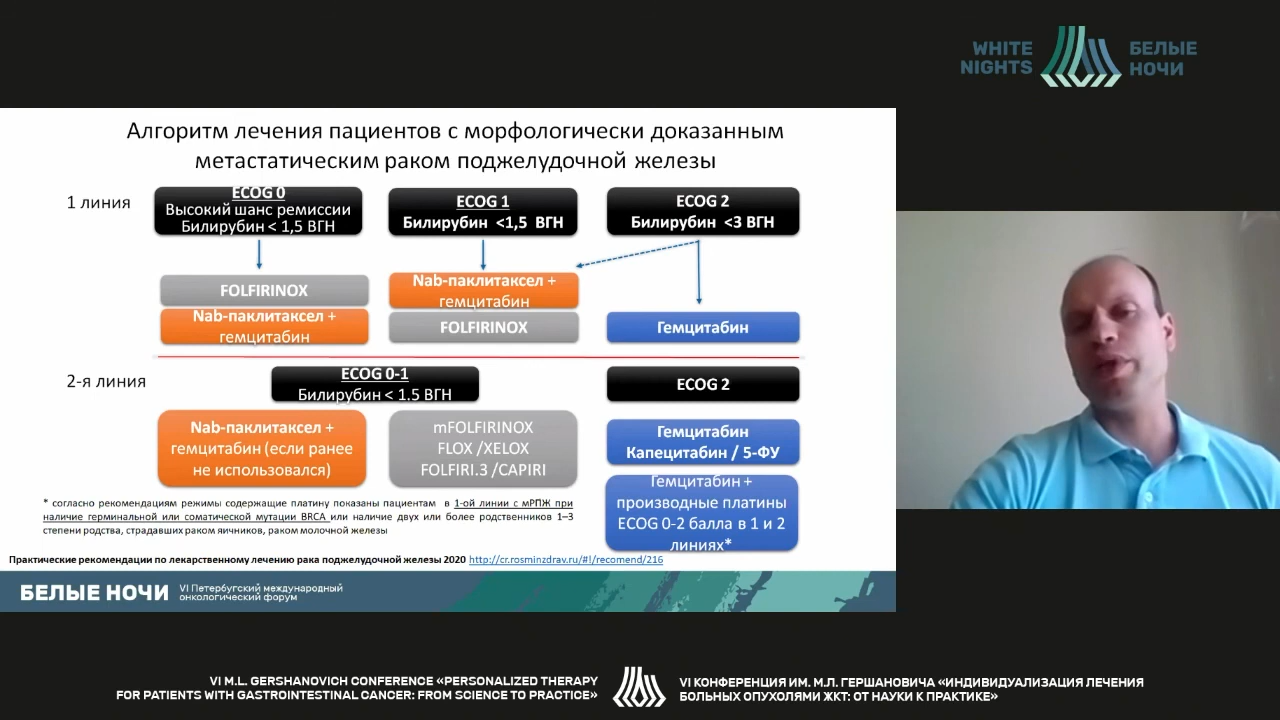 WHITE
NIGHTS
БЕЛЫЕ
НОЧИ
Алгоритм лечения пациентов с морфологически доказанным
метастатическим раком поджелудочной железы
1 линия
ECOG 0
Высокий шанс ремиссии
Билирубин < 1,5 ВГН
ECOG 1
Билирубин <1,5 ВГН
ECOG 2
Билирубин <3 ВГН
FOLFIRINOX
Nab-паклитаксел +
гемцитабин
Nab-паклитаксел +
гемцитабин
FOLFIRINOX
Гемцитабин
2-я линия
ECOG 0-1
Билирубин < 1.5 ВГН
ECOG 2
Nab-паклитаксел +
гемцитабин (если ранее
не использовался)
mFOLFIRINOX
FLOX /XELOX
FOLFIRI.3 /CAPIRI
Гемцитабин
Капецитабин / 5-ФУ
Гемцитабин +
производные платины
ECOG 0-2 балла в 1 и 2
линиях*
* согласно рекомендациям режимы содержащие платину показаны пациентам в 1-ой линии с мРПЖ при
наличие герминальной или соматической мутации BRCA или наличие двух или более родственников 1–3
степени родства, страдавших раком яичников, раком молочной железы
Практические рекомендации по лекарственному лечению рака поджелудочной железы 2020 http://cr.rosminzdrav.ru/#!/recomend/216
БЕЛЫЕ НОЧИ
VI Петербургский международный
онкологический форум
VI M.L. GERSHANOVICH CONFERENCE «PERSONALIZED THERAPY
FOR PATIENTS WITH GASTROINTESTINAL CANCER: FROM SCIENCE TO PRACTICE»
VI КОНФЕРЕНЦИЯ ИМ. М.Л. ГЕРШАНОВИЧА «ИНДИВИДУАЛИЗАЦИЯ ЛЕЧЕНИЯ
БОЛЬНЫХ ОПУХОЛЯМИ ЖКТ: ОТ НАУКИ К ПРАКТИКЕ»